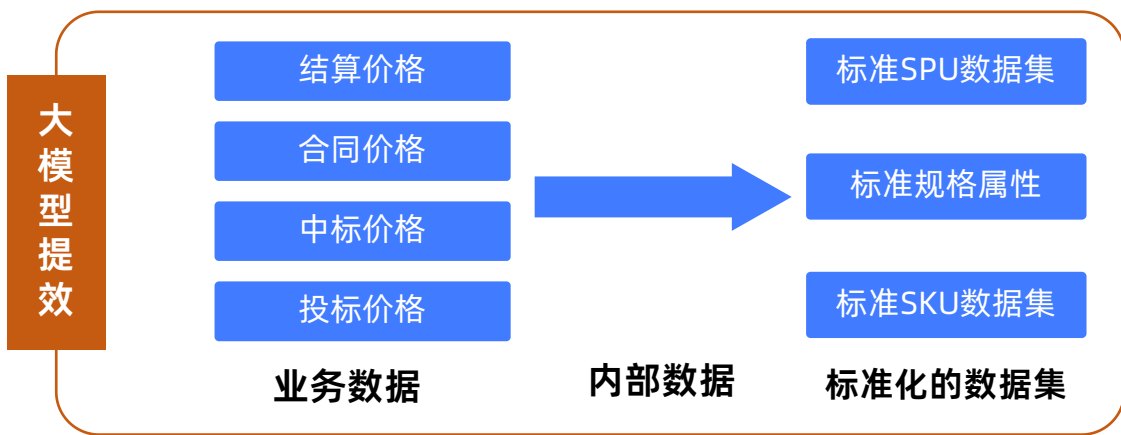 大模型提效
结算价格
合同价格
中标价格
投标价格
业务数据
内部数据
标准SPU数据集
标准规格属性
标准SKU数据集
标准化的数据集